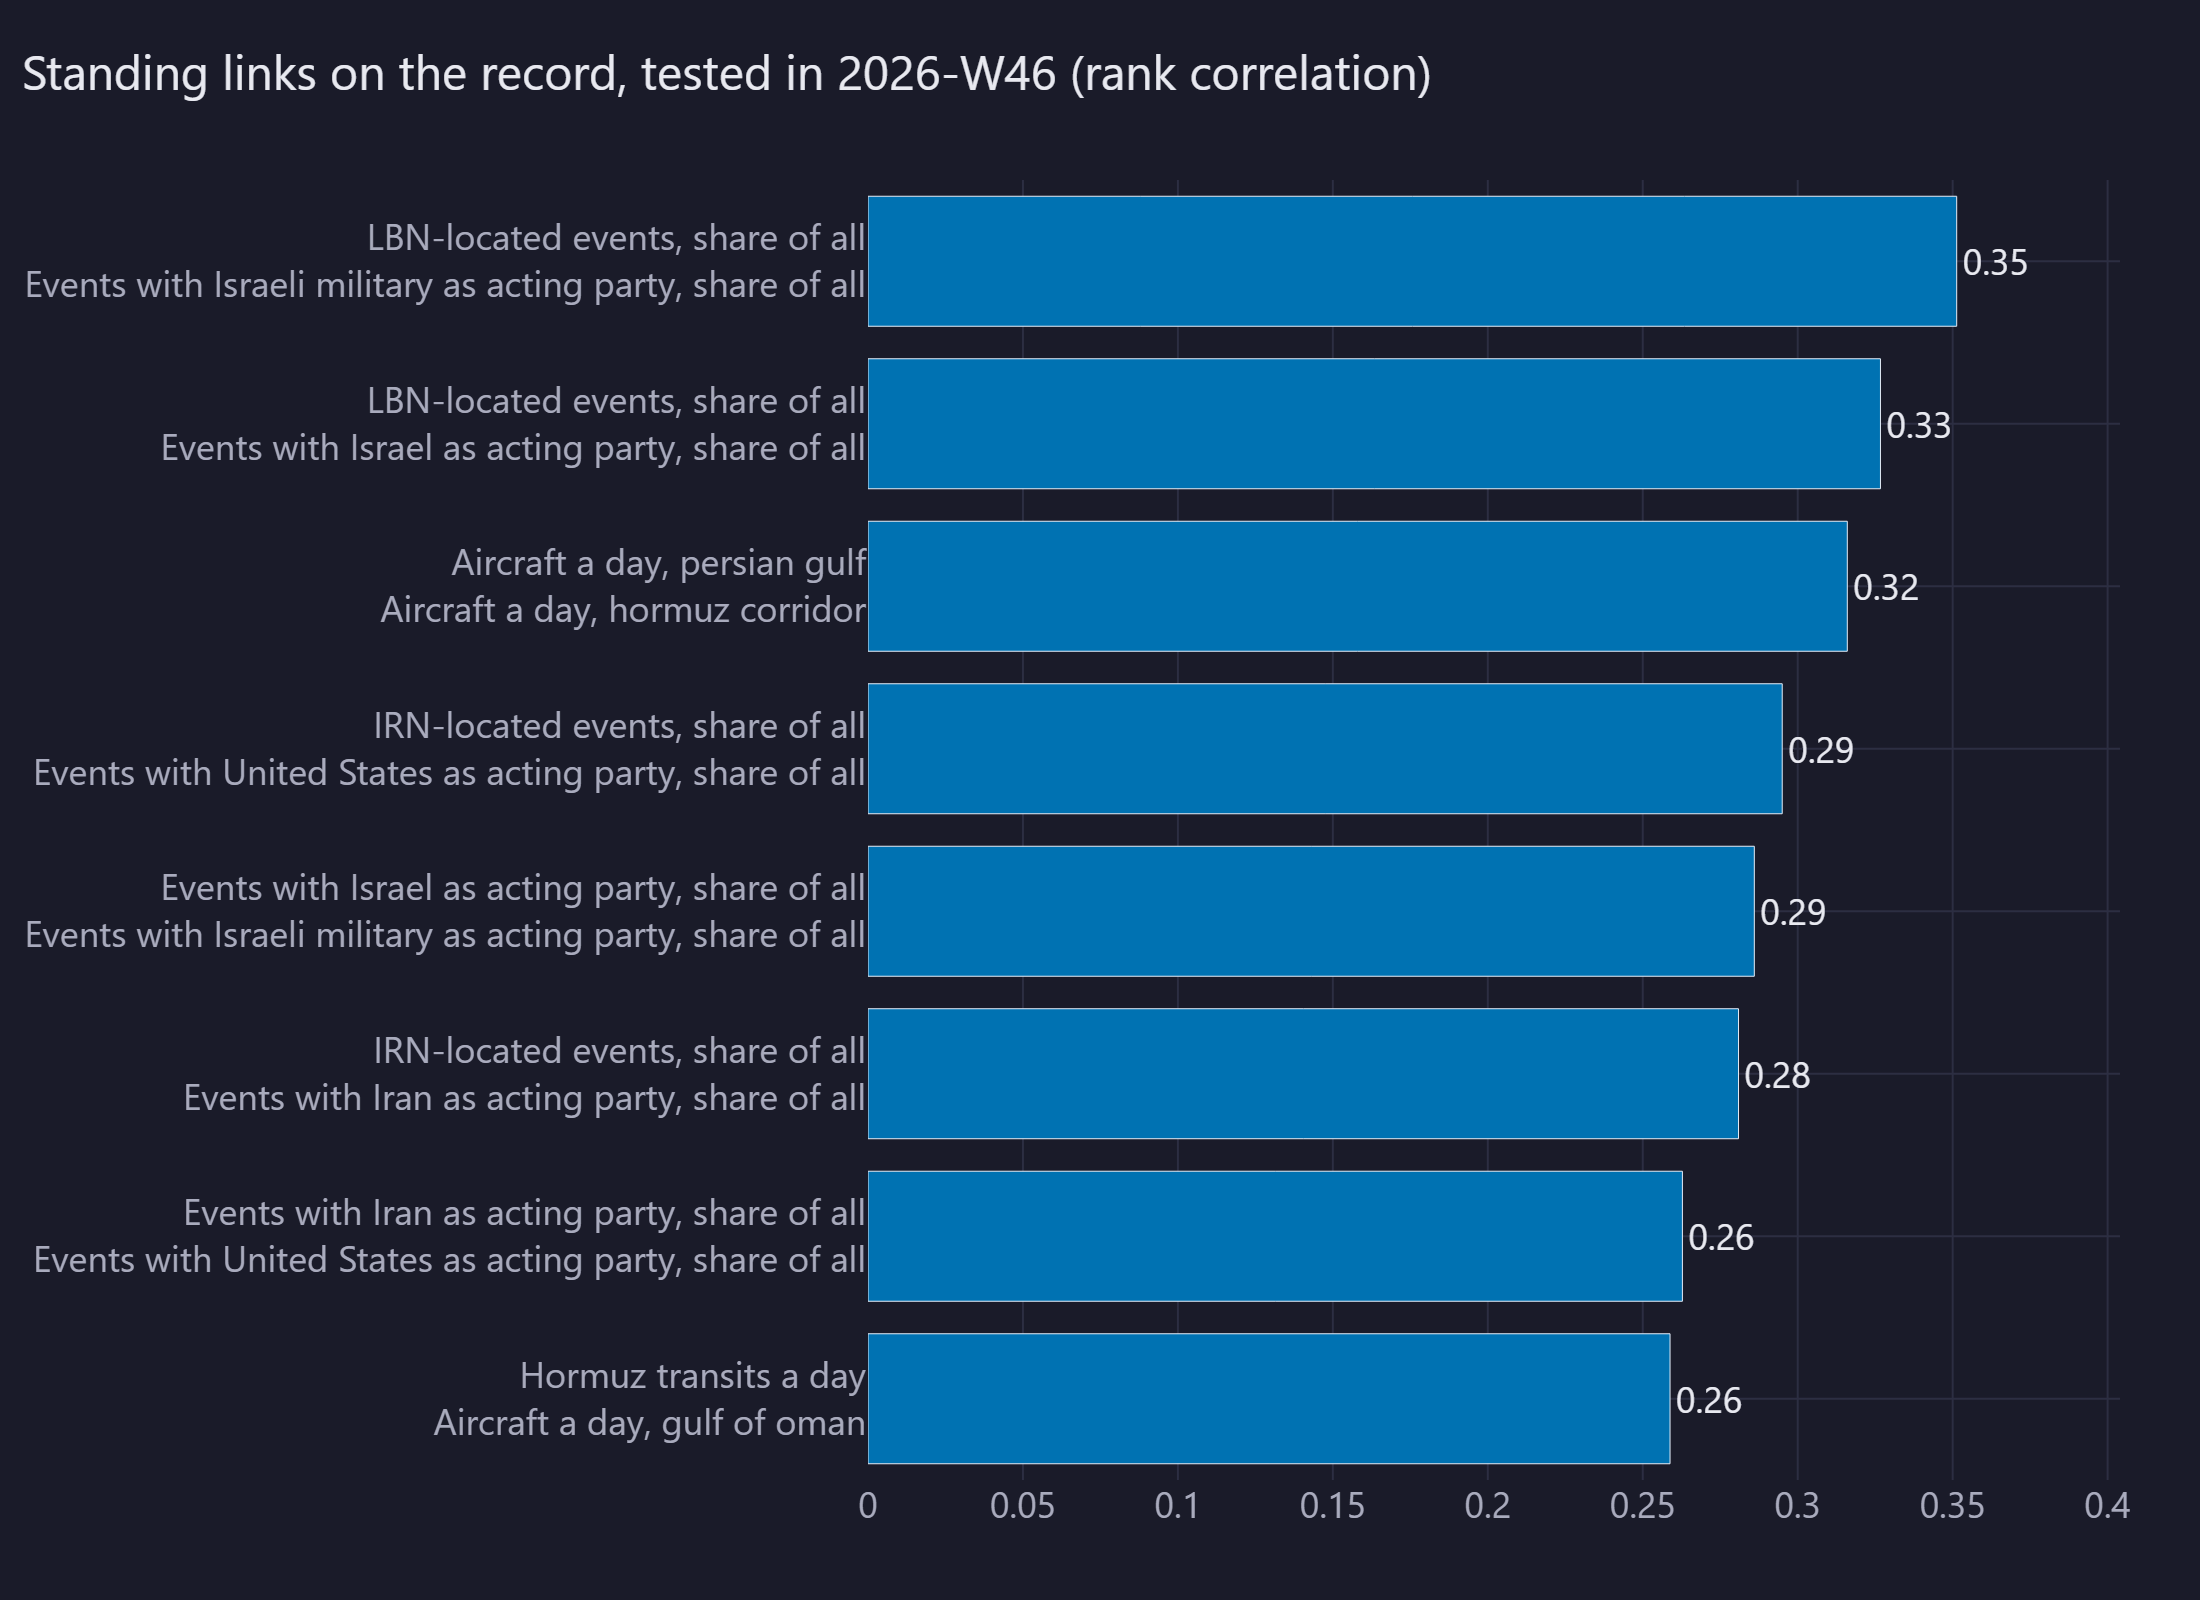 Standing links on the record, tested in 2026-W46 (rank correlation)
LBN-located events, share of all
Events with Israeli military as acting party, share of all
0.35
LBN-located events, share of all
Events with Israel as acting party, share of all
0.33
Aircraft a day, persian gulf
Aircraft a day, hormuz corridor
0.32
IRN-located events, share of all
Events with United States as acting party, share of all
0.29
Events with Israel as acting party, share of all
Events with Israeli military as acting party, share of all
0.29
IRN-located events, share of all
Events with Iran as acting party, share of all
0.28
Events with Iran as acting party, share of all
Events with United States as acting party, share of all
0.26
Hormuz transits a day
Aircraft a day, gulf of oman
0.26
0 0.05 0.1 0.15 0.2 0.25 0.3 0.35 0.4